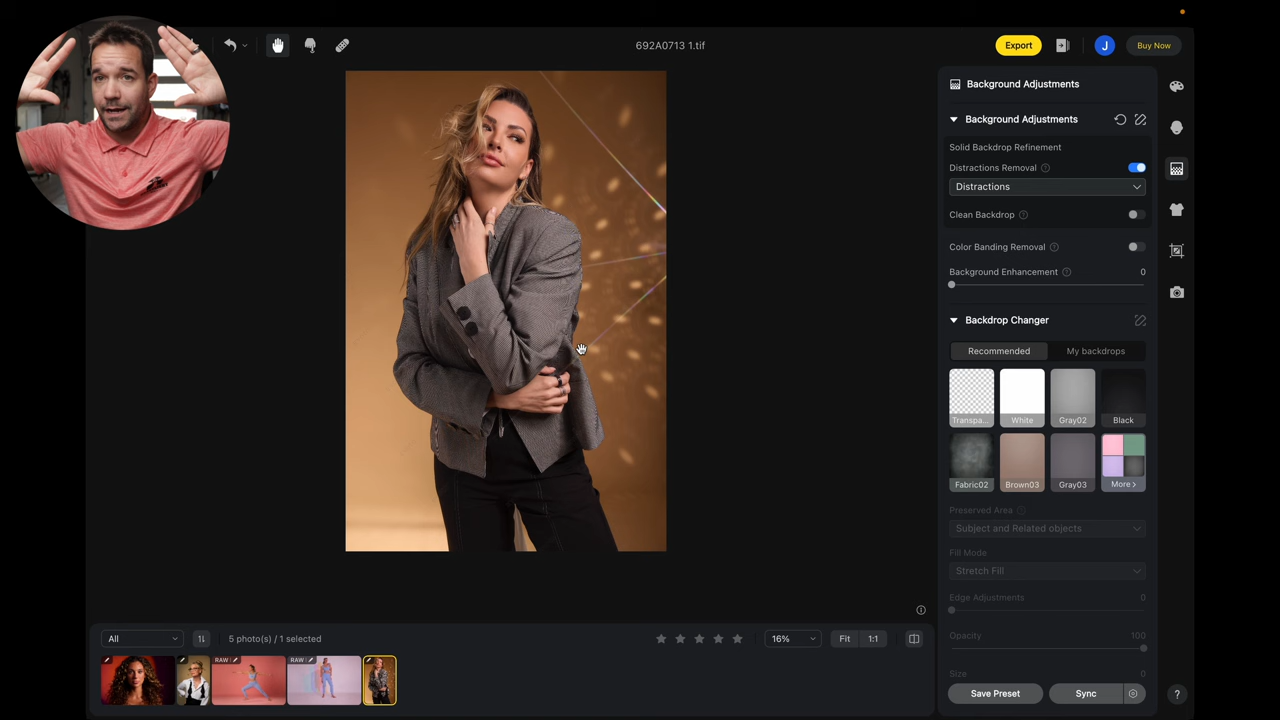 692A0713 1.tif
Export
J
Buy Now
Background Adjustments
Background Adjustments
Solid Backdrop Refinement
Distractions Removal ?
Distractions
Clean Backdrop ?
Color Banding Removal ?
Background Enhancement ? 0
Backdrop Changer
Recommended My backdrops
Transpa... White Gray02 Black
Fabric02 Brown03 Gray03 More >
Preserved Area ?
Subject and Related objects
Fill Mode
Stretch Fill
Edge Adjustments 0
Opacity 100
Size 0
Save Preset Sync
?
All 5 photo(s) / 1 selected 16% Fit 1:1
RAW RAW